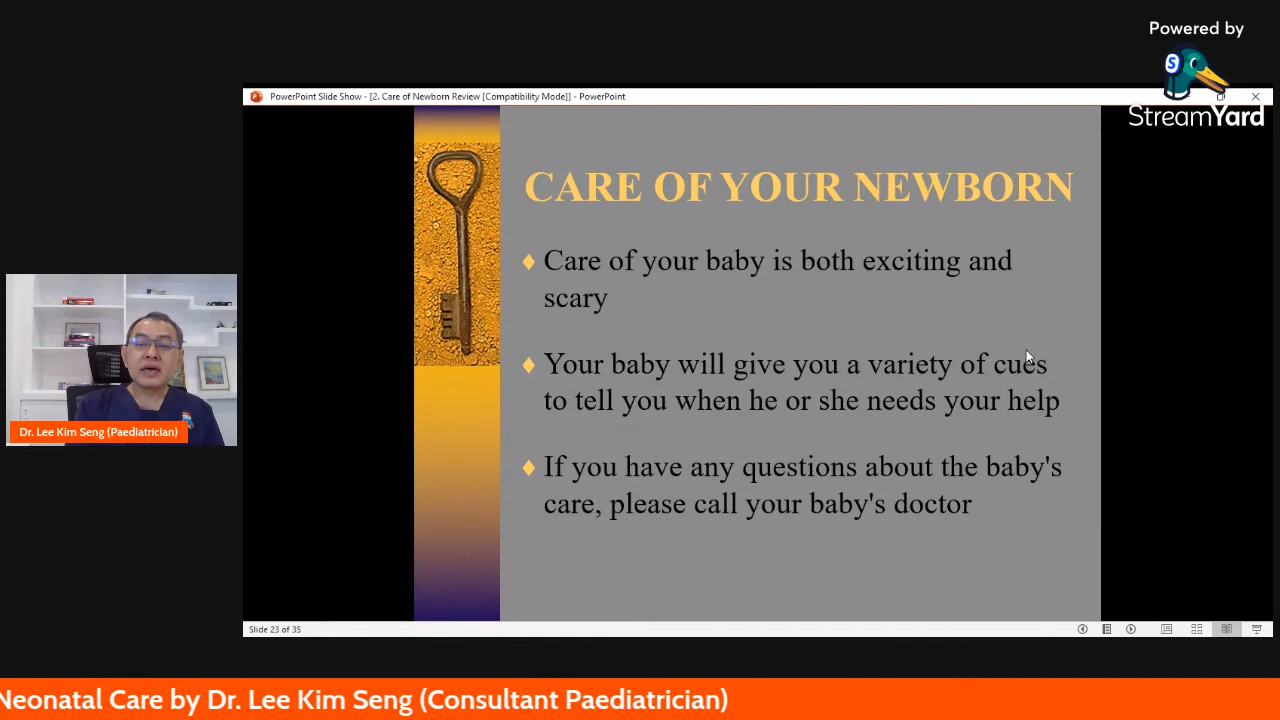 Powered by
StreamYard
PowerPoint Slide Show - [2. Care of Newborn Review [Compatibility Mode]] - PowerPoint
CARE OF YOUR NEWBORN
Care of your baby is both exciting and
scary
Your baby will give you a variety of cues
to tell you when he or she needs your help
If you have any questions about the baby's
care, please call your baby's doctor
Dr. Lee Kim Seng (Paediatrician)
Slide 23 of 35
Neonatal Care by Dr. Lee Kim Seng (Consultant Paediatrician)